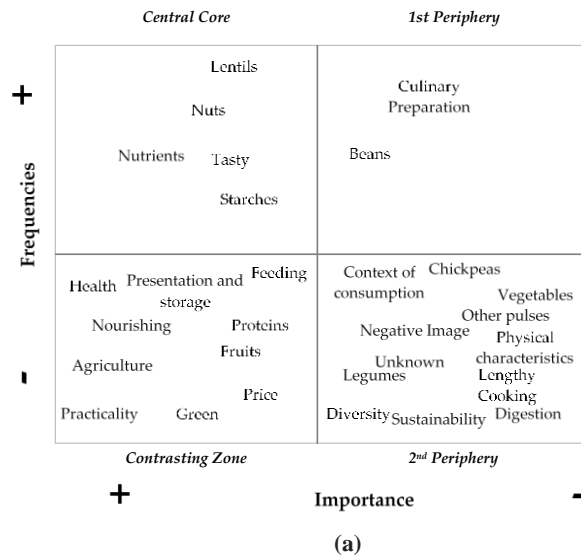 Central Core
1st Periphery
+
Frequencies
-
Lentils
Nuts
Nutrients
Tasty
Starches
Culinary
Preparation
Beans
Health
Presentation and
storage
Feeding
Nourishing
Proteins
Fruits
Agriculture
Price
Practicality
Green
Context of
consumption
Chickpeas
Vegetables
Other pulses
Negative Image
Physical
characteristics
Unknown
Legumes
Lengthy
Cooking
Diversity
Sustainability
Digestion
Contrasting Zone
2nd Periphery
+
Importance
-
(a)